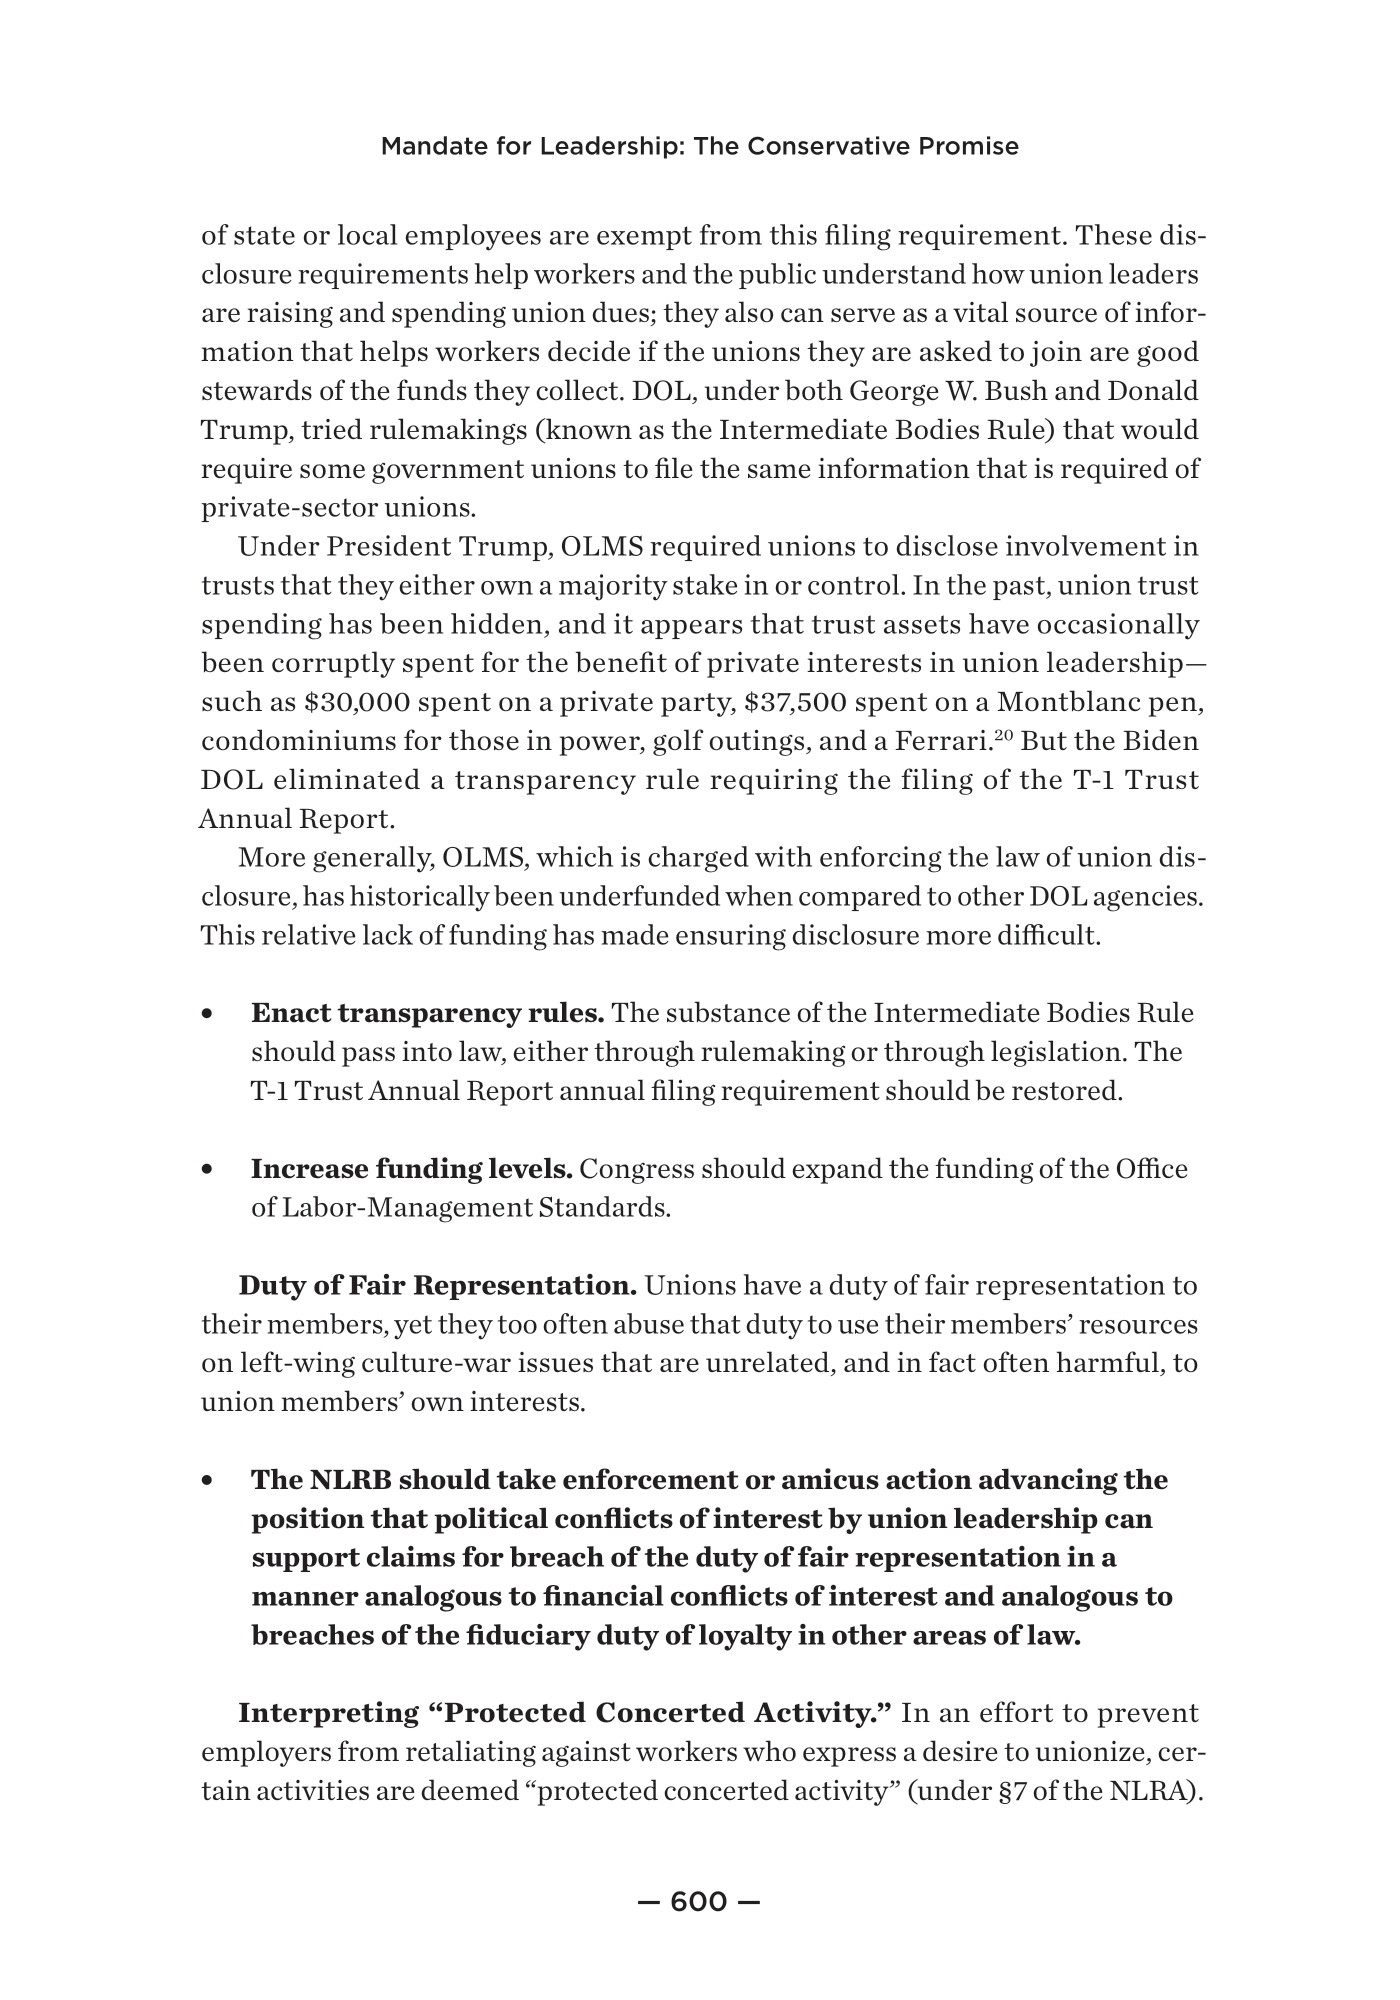 Mandate for Leadership: The Conservative Promise
of state or local employees are exempt from this filing requirement. These dis-
closure requirements help workers and the public understand how union leaders
are raising and spending union dues; they also can serve as a vital source of infor-
mation that helps workers decide if the unions they are asked to join are good
stewards of the funds they collect. DOL, under both George W. Bush and Donald
Trump, tried rulemakings (known as the Intermediate Bodies Rule) that would
require some government unions to file the same information that is required of
private-sector unions.
Under President Trump, OLMS required unions to disclose involvement in
trusts that they either own a majority stake in or control. In the past, union trust
spending has been hidden, and it appears that trust assets have occasionally
been corruptly spent for the benefit of private interests in union leadership—
such as $30,000 spent on a private party, $37,500 spent on a Montblanc pen,
condominiums for those in power, golf outings, and a Ferrari.20 But the Biden
DOL eliminated a transparency rule requiring the filing of the T-1 Trust
Annual Report.
More generally, OLMS, which is charged with enforcing the law of union dis-
closure, has historically been underfunded when compared to other DOL agencies.
This relative lack of funding has made ensuring disclosure more difficult.
• Enact transparency rules. The substance of the Intermediate Bodies Rule
should pass into law, either through rulemaking or through legislation. The
T-1 Trust Annual Report annual filing requirement should be restored.
• Increase funding levels. Congress should expand the funding of the Office
of Labor-Management Standards.
Duty of Fair Representation. Unions have a duty of fair representation to
their members, yet they too often abuse that duty to use their members’ resources
on left-wing culture-war issues that are unrelated, and in fact often harmful, to
union members’ own interests.
• The NLRB should take enforcement or amicus action advancing the
position that political conflicts of interest by union leadership can
support claims for breach of the duty of fair representation in a
manner analogous to financial conflicts of interest and analogous to
breaches of the fiduciary duty of loyalty in other areas of law.
Interpreting “Protected Concerted Activity.” In an effort to prevent
employers from retaliating against workers who express a desire to unionize, cer-
tain activities are deemed “protected concerted activity” (under §7 of the NLRA).
— 600 —